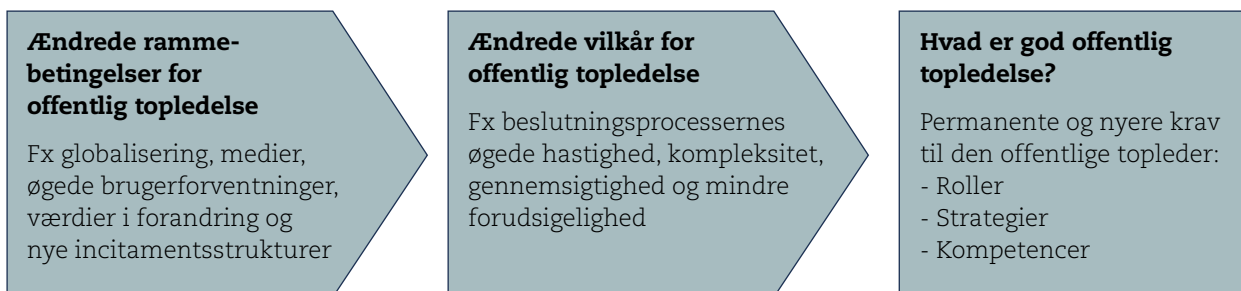 Ændrede ramme-
betingelser for
offentlig topledelse
Fx globalisering, medier,
øgede brugerforventninger,
værdier i forandring og
nye incitamentsstrukturer
Ændrede vilkår for
offentlig topledelse
Fx beslutningsprocessernes
øgede hastighed, kompleksitet,
gennemsigtighed og mindre
forudsigelighed
Hvad er god offentlig
topledelse?
Permanente og nyere krav
til den offentlige topleder:
- Roller
- Strategier
- Kompetencer